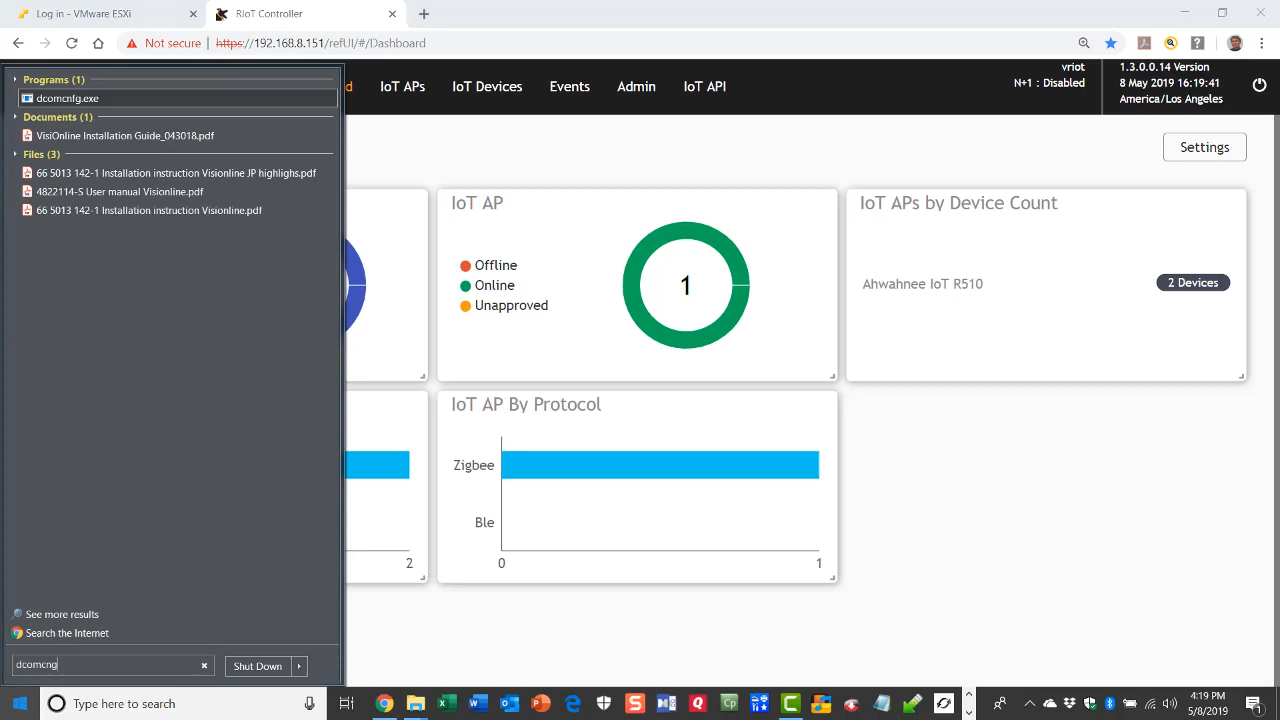 Log in - VMware ESXi
RIoT Controller
Not secure
https://192.168.8.151/refUI/#/Dashboard
Programs (1)
dcomcnfg.exe
Documents (1)
VisiOnline Installation Guide_043018.pdf
Files (3)
66 5013 142-1 Installation instruction Visionline JP highlighs.pdf
4822114-S User manual Visionline.pdf
66 5013 142-1 Installation instruction Visionline.pdf
See more results
Search the Internet
dcomcng
Shut Down
d
IoT APs
IoT Devices
Events
Admin
IoT API
vriot
N+1 : Disabled
1.3.0.0.14 Version
8 May 2019 16:19:41
America/Los Angeles
Settings
IoT AP
Offline
Online
Unapproved
1
IoT APs by Device Count
Ahwahnee IoT R510
2 Devices
2
IoT AP By Protocol
Zigbee
Ble
0
1
Type here to search
4:19 PM
5/8/2019